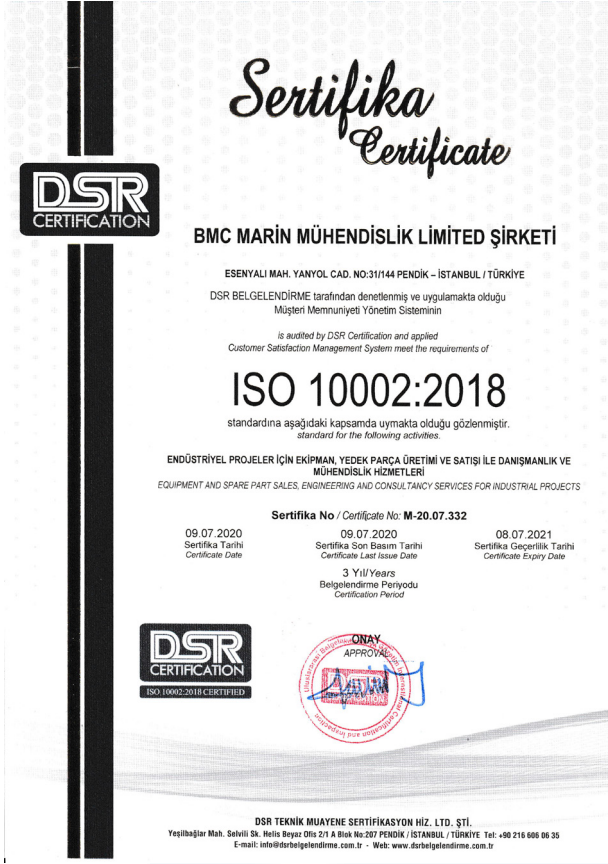 Sertifika
Certificate
DSR
CERTIFICATION
BMC MARİN MÜHENDİSLİK LİMİTED ŞİRKETİ
ESENYALI MAH. YANYOL CAD. NO:31/144 PENDİK – İSTANBUL / TÜRKİYE
DSR BELGELENDİRME tarafından denetlenmiş ve uygulamakta olduğu
Müşteri Memnuniyeti Yönetim Sisteminin
is audited by DSR Certification and applied
Customer Satisfaction Management System meet the requirements of
ISO 10002:2018
standardına aşağıdaki kapsamda uymakta olduğu gözlenmiştir.
standard for the following activities.
ENDÜSTRİYEL PROJELER İÇİN EKİPMAN, YEDEK PARÇA ÜRETİMİ VE SATIŞI İLE DANIŞMANLIK VE
MÜHENDİSLİK HİZMETLERİ
EQUIPMENT AND SPARE PART SALES, ENGINEERING AND CONSULTANCY SERVICES FOR INDUSTRIAL PROJECTS
Sertifika No / Certificate No: M-20.07.332
09.07.2020 09.07.2020 08.07.2021
Sertifika Tarihi Sertifika Son Basım Tarihi Sertifika Geçerlilik Tarihi
Certificate Date Certificate Last Issue Date Certificate Expiry Date
3 Yıl/Years
Belgelendirme Periyodu
Certification Period
DSR
CERTIFICATION
ISO 10002:2018 CERTIFIED
ONAY
APPROVAL
Certification and Inspection
DSR TEKNİK MUAYENE SERTİFİKASYON HİZ. LTD. ŞTİ.
Yeşilbağlar Mah. Selvili Sk. Helis Beyaz Ofis 2/1 A Blok No:207 PENDİK / İSTANBUL / TÜRKİYE Tel: +90 216 606 06 35
E-mail: info@dsrbelgelendirme.com.tr - Web: www.dsrbelgelendirme.com.tr